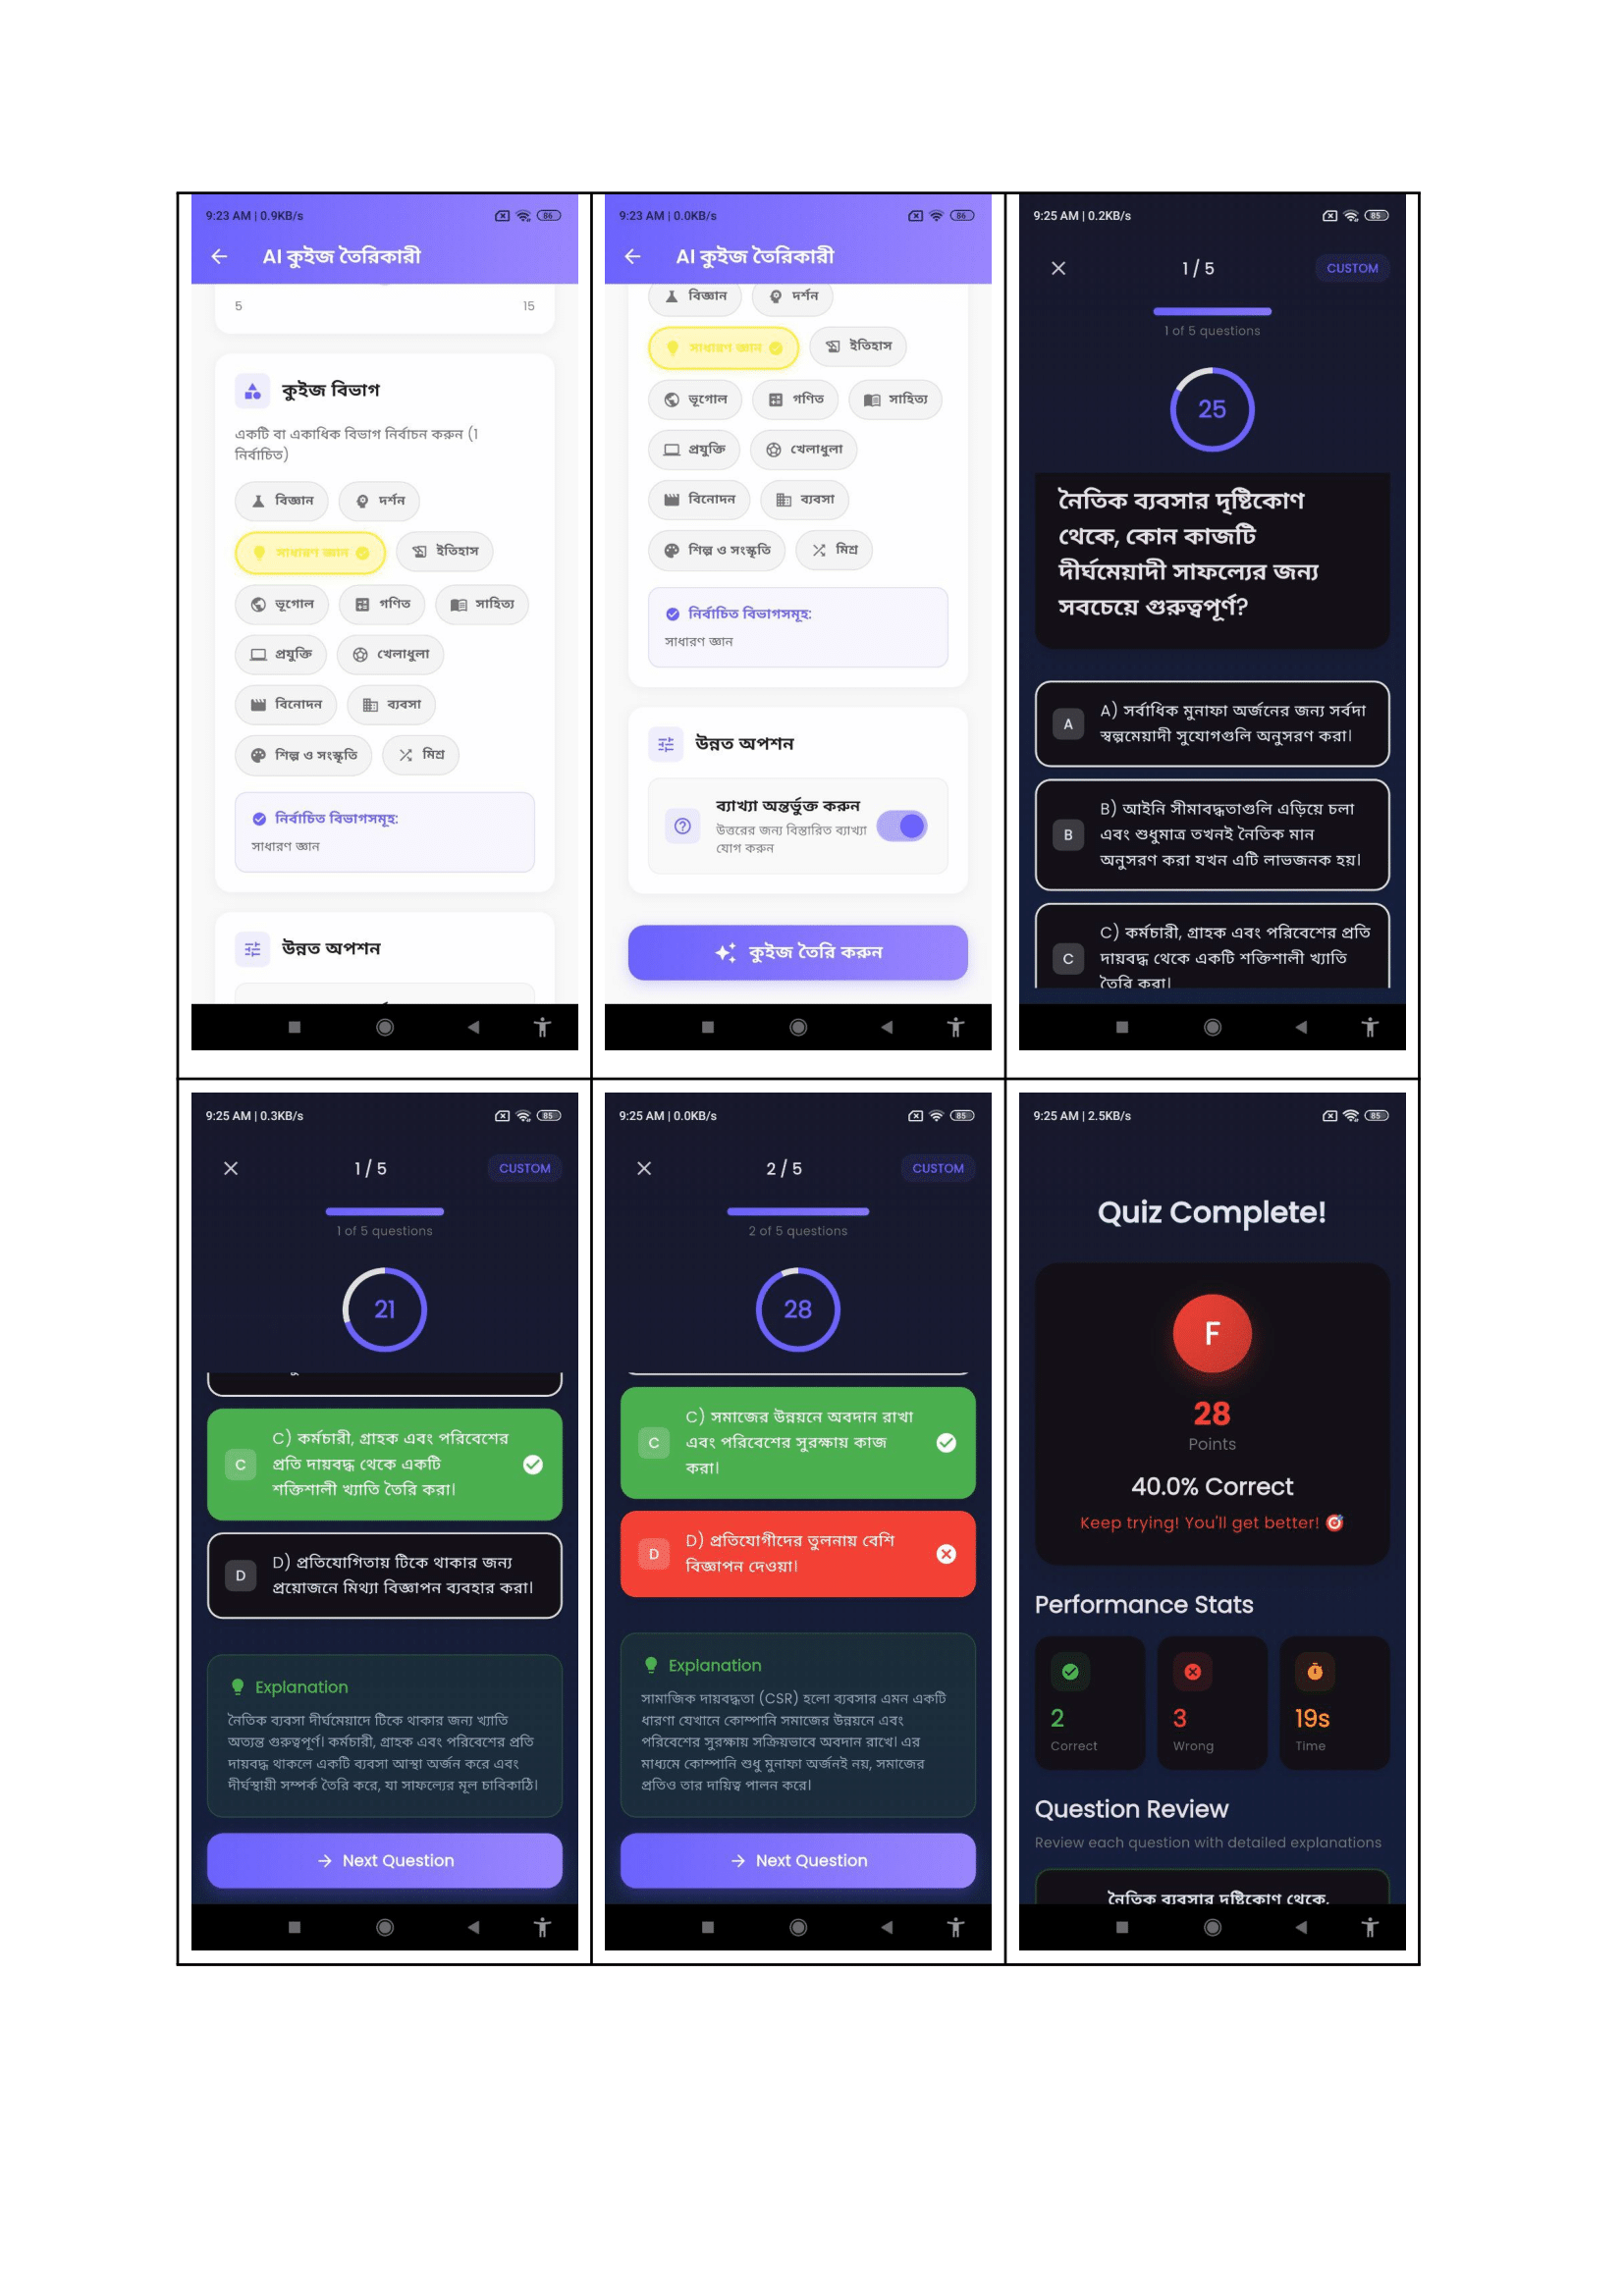 9:23 AM | 0.9KB/s
86
AI কুইজ তৈরিকারী
5 15
কুইজ বিভাগ
একটি বা একাধিক বিভাগ নির্বাচন করুন (1
নির্বাচিত)
বিজ্ঞান দর্শন
সাধারণ জ্ঞান ইতিহাস
ভূগোল গণিত সাহিত্য
প্রযুক্তি খেলাধুলা
বিনোদন ব্যবসা
শিল্প ও সংস্কৃতি মিশ্র
নির্বাচিত বিভাগসমূহ:
সাধারণ জ্ঞান
উন্নত অপশন
9:23 AM | 0.0KB/s
86
AI কুইজ তৈরিকারী
বিজ্ঞান দর্শন
সাধারণ জ্ঞান ইতিহাস
ভূগোল গণিত সাহিত্য
প্রযুক্তি খেলাধুলা
বিনোদন ব্যবসা
শিল্প ও সংস্কৃতি মিশ্র
নির্বাচিত বিভাগসমূহ:
সাধারণ জ্ঞান
উন্নত অপশন
ব্যাখ্যা অন্তর্ভুক্ত করুন
উত্তরের জন্য বিস্তারিত ব্যাখ্যা
যোগ করুন
কুইজ তৈরি করুন
9:25 AM | 0.2KB/s
85
1 / 5
CUSTOM
1 of 5 questions
25
নৈতিক ব্যবসার দৃষ্টিকোণ
থেকে, কোন কাজটি
দীর্ঘমেয়াদী সাফল্যের জন্য
সবচেয়ে গুরুত্বপূর্ণ?
A
A) সর্বাধিক মুনাফা অর্জনের জন্য সর্বদা
স্বল্পমেয়াদী সুযোগগুলি অনুসরণ করা।
B
B) আইনি সীমাবদ্ধতাগুলি এড়িয়ে চলা
এবং শুধুমাত্র তখনই নৈতিক মান
অনুসরণ করা যখন এটি লাভজনক হয়।
C
C) কর্মচারী, গ্রাহক এবং পরিবেশের প্রতি
দায়বদ্ধ থেকে একটি শক্তিশালী খ্যাতি
তৈরি করা।
9:25 AM | 0.3KB/s
85
1 / 5
CUSTOM
1 of 5 questions
21
C
C) কর্মচারী, গ্রাহক এবং পরিবেশের
প্রতি দায়বদ্ধ থেকে একটি
শক্তিশালী খ্যাতি তৈরি করা।
D
D) প্রতিযোগিতায় টিকে থাকার জন্য
প্রয়োজনে মিথ্যা বিজ্ঞাপন ব্যবহার করা।
Explanation
নৈতিক ব্যবসা দীর্ঘমেয়াদে টিকে থাকার জন্য খ্যাতি
অত্যন্ত গুরুত্বপূর্ণ। কর্মচারী, গ্রাহক এবং পরিবেশের প্রতি
দায়বদ্ধ থাকলে একটি ব্যবসা আস্থা অর্জন করে এবং
দীর্ঘস্থায়ী সম্পর্ক তৈরি করে, যা সাফল্যের মূল চাবিকাঠি।
Next Question
9:25 AM | 0.0KB/s
85
2 / 5
CUSTOM
2 of 5 questions
28
C
C) সমাজের উন্নয়নে অবদান রাখা
এবং পরিবেশের সুরক্ষায় কাজ
করা।
D
D) প্রতিযোগীদের তুলনায় বেশি
বিজ্ঞাপন দেওয়া।
Explanation
সামাজিক দায়বদ্ধতা (CSR) হলো ব্যবসার এমন একটি
ধারণা যেখানে কোম্পানি সমাজের উন্নয়নে এবং
পরিবেশের সুরক্ষায় সক্রিয়ভাবে অবদান রাখে। এর
মাধ্যমে কোম্পানি শুধু মুনাফা অর্জনই নয়, সমাজের
প্রতিও তার দায়িত্ব পালন করে।
Next Question
9:25 AM | 2.5KB/s
85
Quiz Complete!
F
28
Points
40.0% Correct
Keep trying! You'll get better!
Performance Stats
2 3 19s
Correct Wrong Time
Question Review
Review each question with detailed explanations
নৈতিক ব্যবসার দৃষ্টিকোণ থেকে,